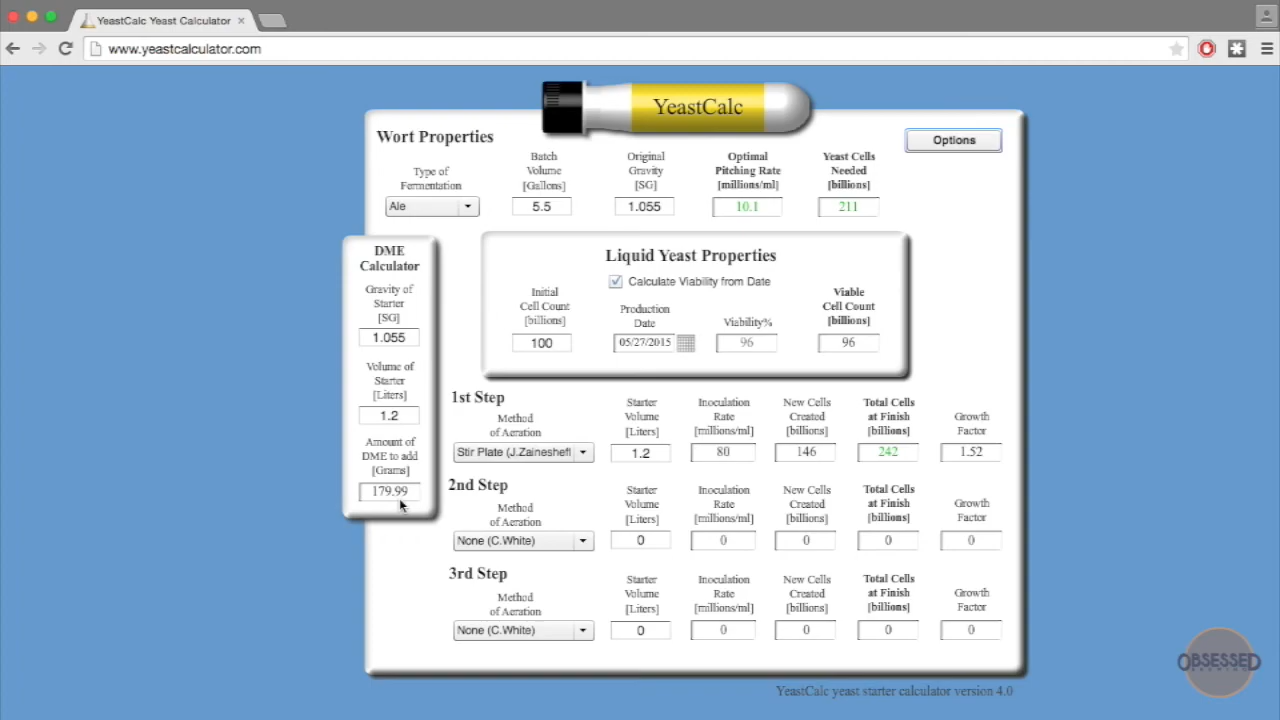 YeastCalc Yeast Calculator
www.yeastcalculator.com
YeastCalc
Wort Properties
Options
Type of
Fermentation
Ale
Batch
Volume
[Gallons]
5.5
Original
Gravity
[SG]
1.055
Optimal
Pitching Rate
[millions/ml]
10.1
Yeast Cells
Needed
[billions]
211
DME
Calculator
Gravity of
Starter
[SG]
1.055
Volume of
Starter
[Liters]
1.2
Amount of
DME to add
[Grams]
179.99
Liquid Yeast Properties
Calculate Viability from Date
Initial
Cell Count
[billions]
100
Production
Date
05/27/2015
Viability%
96
Viable
Cell Count
[billions]
96
1st Step
Method
of Aeration
Stir Plate (J.Zainesheff
Starter
Volume
[Liters]
1.2
Inoculation
Rate
[millions/ml]
80
New Cells
Created
[billions]
146
Total Cells
at Finish
[billions]
242
Growth
Factor
1.52
2nd Step
Method
of Aeration
None (C.White)
Starter
Volume
[Liters]
0
Inoculation
Rate
[millions/ml]
0
New Cells
Created
[billions]
0
Total Cells
at Finish
[billions]
0
Growth
Factor
0
3rd Step
Method
of Aeration
None (C.White)
Starter
Volume
[Liters]
0
Inoculation
Rate
[millions/ml]
0
New Cells
Created
[billions]
0
Total Cells
at Finish
[billions]
0
Growth
Factor
0
YeastCalc yeast starter calculator version 4.0
OBSESSED